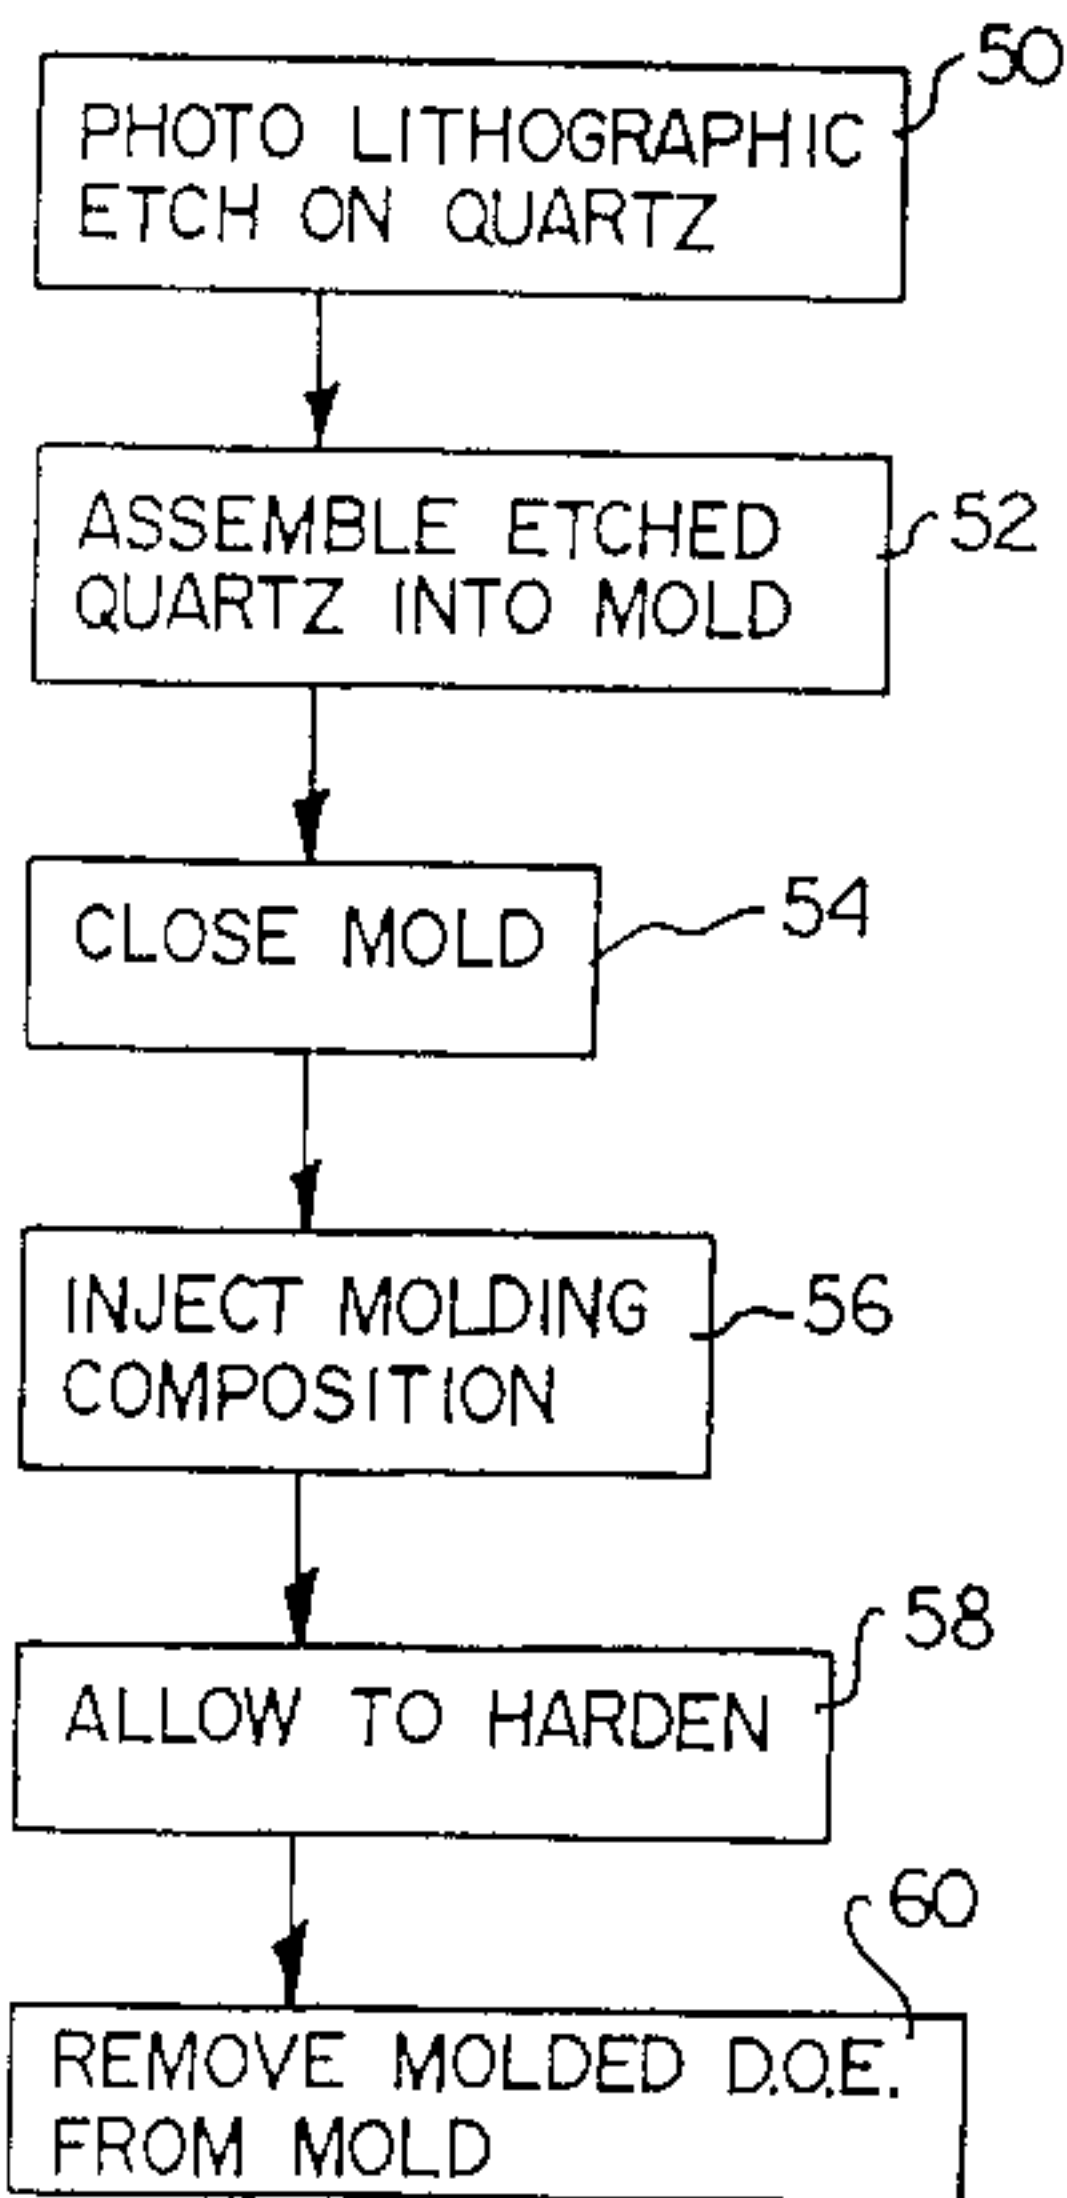 50
PHOTO LITHOGRAPHIC
ETCH ON QUARTZ
52
ASSEMBLE ETCHED
QUARTZ INTO MOLD
54
CLOSE MOLD
56
INJECT MOLDING
COMPOSITION
58
ALLOW TO HARDEN
60
REMOVE MOLDED D.O.E.
FROM MOLD